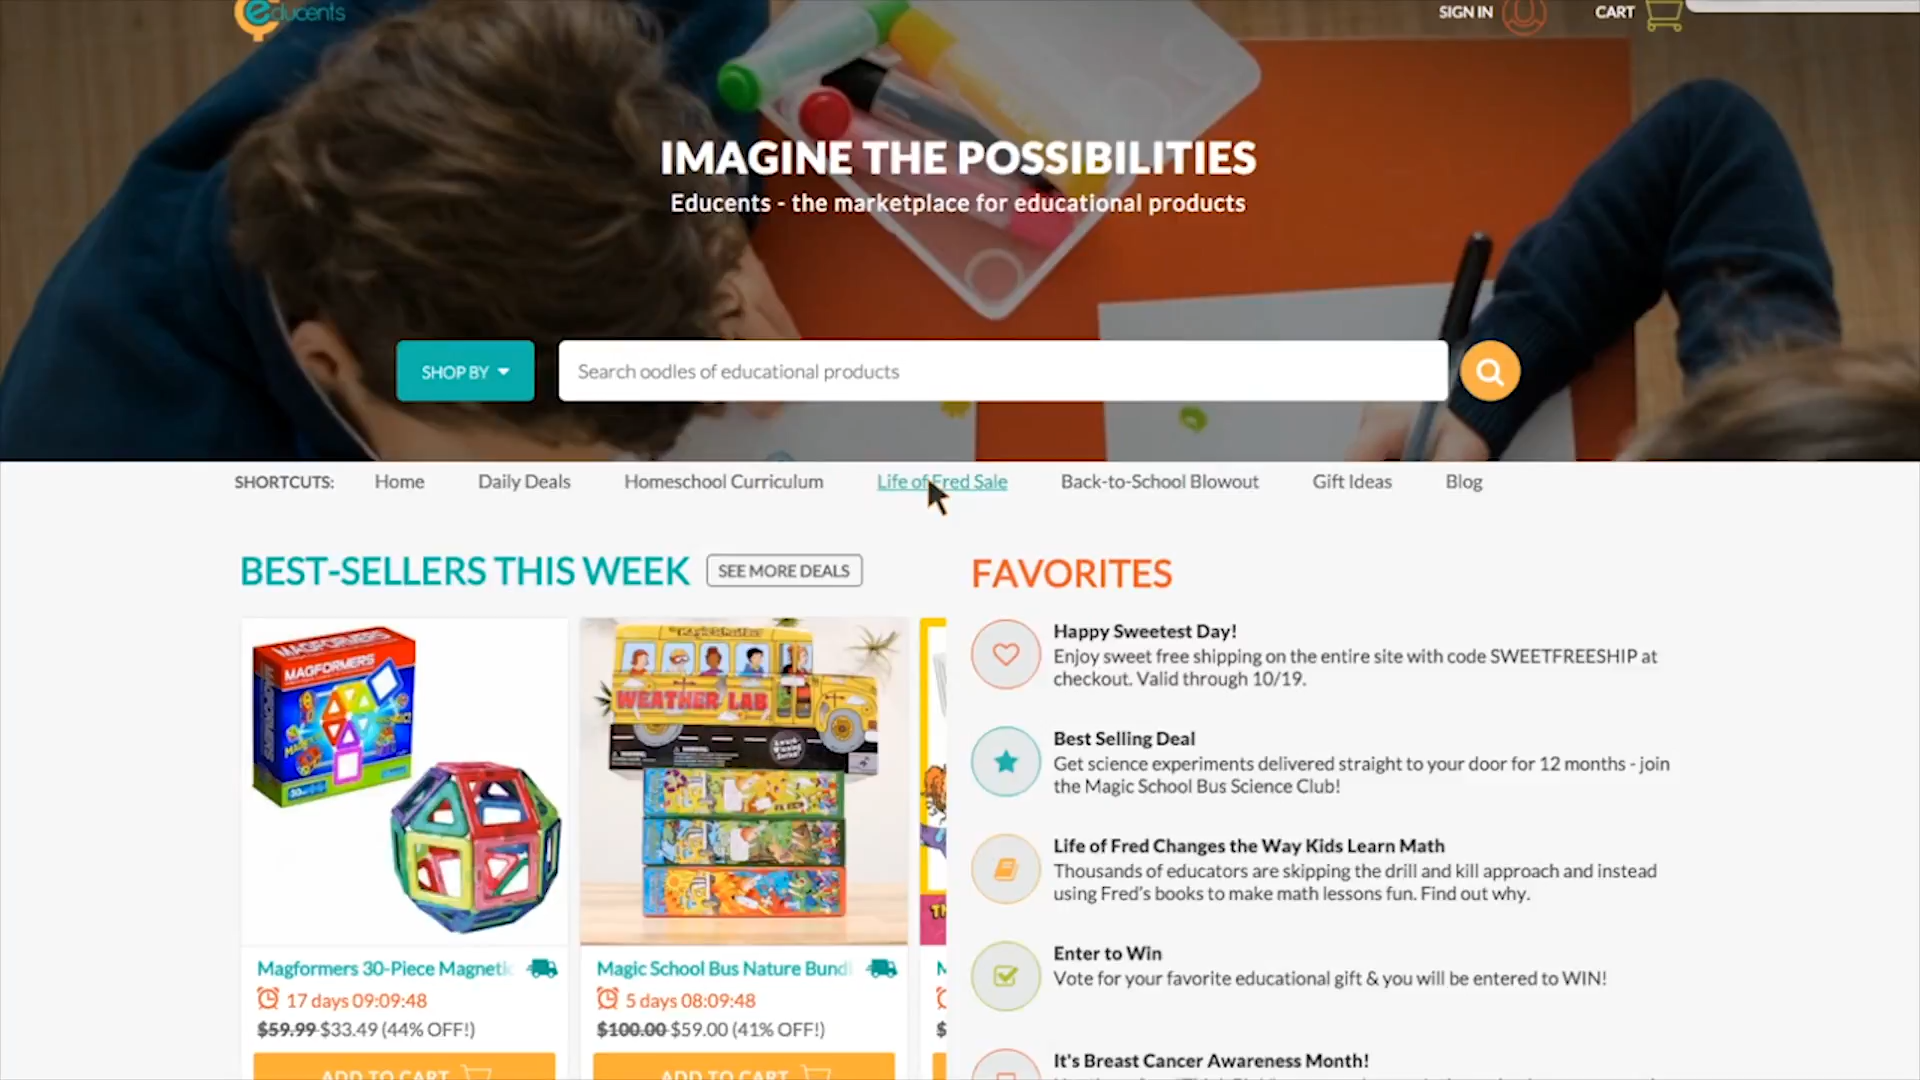 educents
SIGN IN
CART
IMAGINE THE POSSIBILITIES
Educents - the marketplace for educational products
SHOP BY
Search oodles of educational products
SHORTCUTS: Home Daily Deals Homeschool Curriculum Life of Fred Sale Back-to-School Blowout Gift Ideas Blog
BEST-SELLERS THIS WEEK
SEE MORE DEALS
MAGFORMERS
MAGFORMERS
30
WEATHER LAB
Magformers 30-Piece Magnetic
17 days 09:09:48
$59.99 $33.49 (44% OFF!)
ADD TO CART
Magic School Bus Nature Bundl
5 days 08:09:48
$100.00 $59.00 (41% OFF!)
ADD TO CART
FAVORITES
Happy Sweetest Day!
Enjoy sweet free shipping on the entire site with code SWEETFREESHIP at
checkout. Valid through 10/19.
Best Selling Deal
Get science experiments delivered straight to your door for 12 months - join
the Magic School Bus Science Club!
Life of Fred Changes the Way Kids Learn Math
Thousands of educators are skipping the drill and kill approach and instead
using Fred's books to make math lessons fun. Find out why.
Enter to Win
Vote for your favorite educational gift & you will be entered to WIN!
It's Breast Cancer Awareness Month!